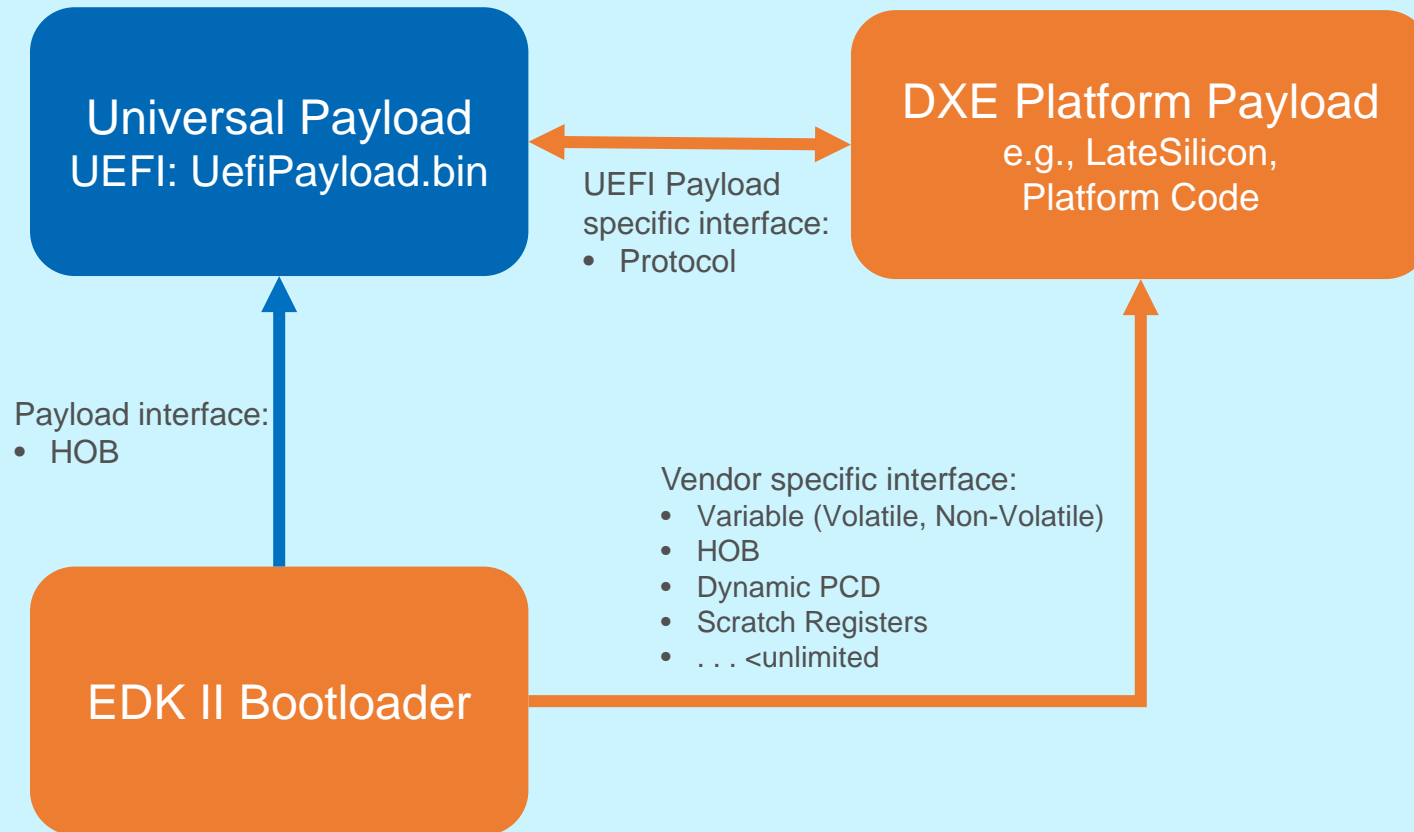 Universal Payload
UEFI: UefiPayload.bin
DXE Platform Payload
e.g., LateSilicon,
Platform Code
UEFI Payload
specific interface:
• Protocol
Payload interface:
• HOB
Vendor specific interface:
• Variable (Volatile, Non-Volatile)
• HOB
• Dynamic PCD
• Scratch Registers
• . . . <unlimited
EDK II Bootloader